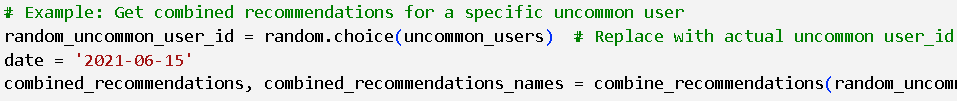 # Example: Get combined recommendations for a specific uncommon user
random_uncommon_user_id = random.choice(uncommon_users)  # Replace with actual uncommon user_id
date = '2021-06-15'
combined_recommendations, combined_recommendations_names = combine_recommendations(random_uncomm